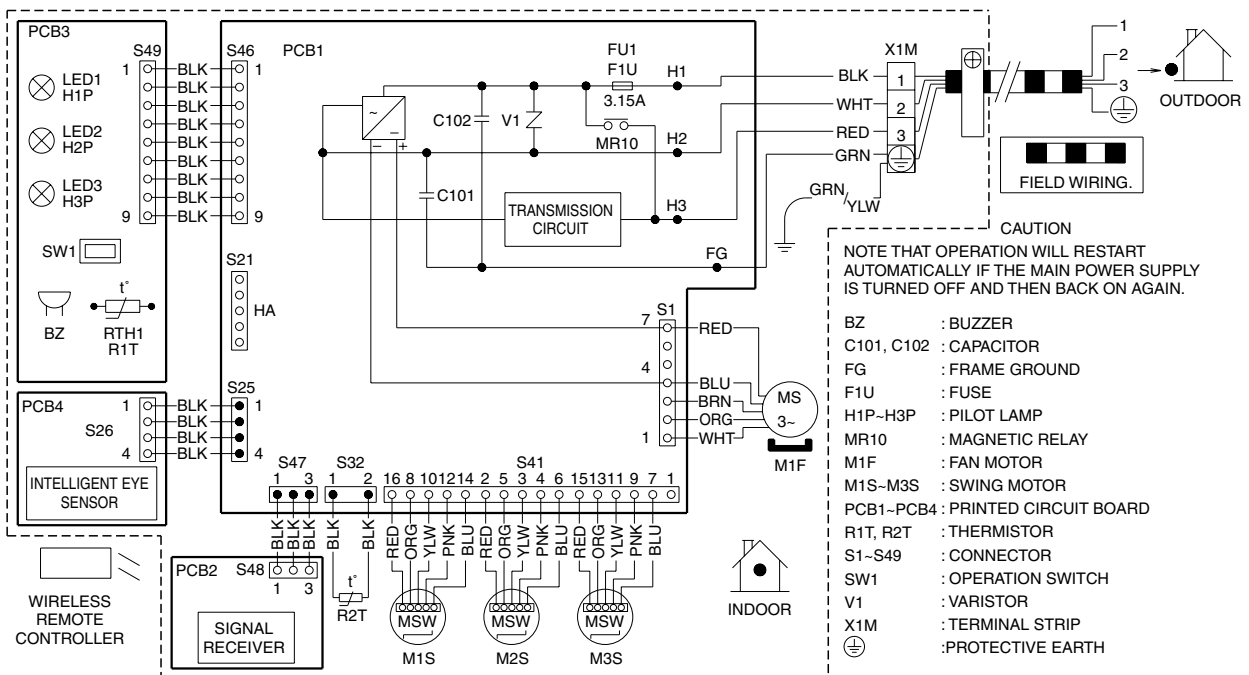 PCB3
S49
S46
PCB1
FU1
F1U
3.15A
H1
X1M
1
2
3
OUTDOOR
LED1
H1P
LED2
H2P
LED3
H3P
1
9
BLK
BLK
BLK
BLK
BLK
BLK
BLK
BLK
BLK
1
9
~
–
– +
C102
V1
MR10
H2
C101
TRANSMISSION
CIRCUIT
H3
FG
BLK
WHT
RED
GRN
1
2
3
GRN/
YLW
FIELD WIRING.
SW1
BZ
t°
RTH1
R1T
S21
HA
CAUTION
NOTE THAT OPERATION WILL RESTART
AUTOMATICALLY IF THE MAIN POWER SUPPLY
IS TURNED OFF AND THEN BACK ON AGAIN.
S1
7
4
1
RED
BLU
BRN
ORG
WHT
MS
3~
M1F
PCB4
S26
1
4
BLK
BLK
BLK
BLK
S25
1
4
INTELLIGENT EYE
SENSOR
S47
1 3
S32
1 2
S41
16 8 10 12 14 2 5 3 4 6 15 13 11 9 7 1
BLK BLK BLK
BLK BLK
RED ORG YLW PNK BLU RED ORG YLW PNK BLU RED ORG YLW PNK BLU
PCB2
S48
1 3
SIGNAL
RECEIVER
t°
R2T
MSW
M1S
MSW
M2S
MSW
M3S
WIRELESS
REMOTE
CONTROLLER
INDOOR
BZ : BUZZER
C101, C102 : CAPACITOR
FG : FRAME GROUND
F1U : FUSE
H1P~H3P : PILOT LAMP
MR10 : MAGNETIC RELAY
M1F : FAN MOTOR
M1S~M3S : SWING MOTOR
PCB1~PCB4 : PRINTED CIRCUIT BOARD
R1T, R2T : THERMISTOR
S1~S49 : CONNECTOR
SW1 : OPERATION SWITCH
V1 : VARISTOR
X1M : TERMINAL STRIP
:PROTECTIVE EARTH